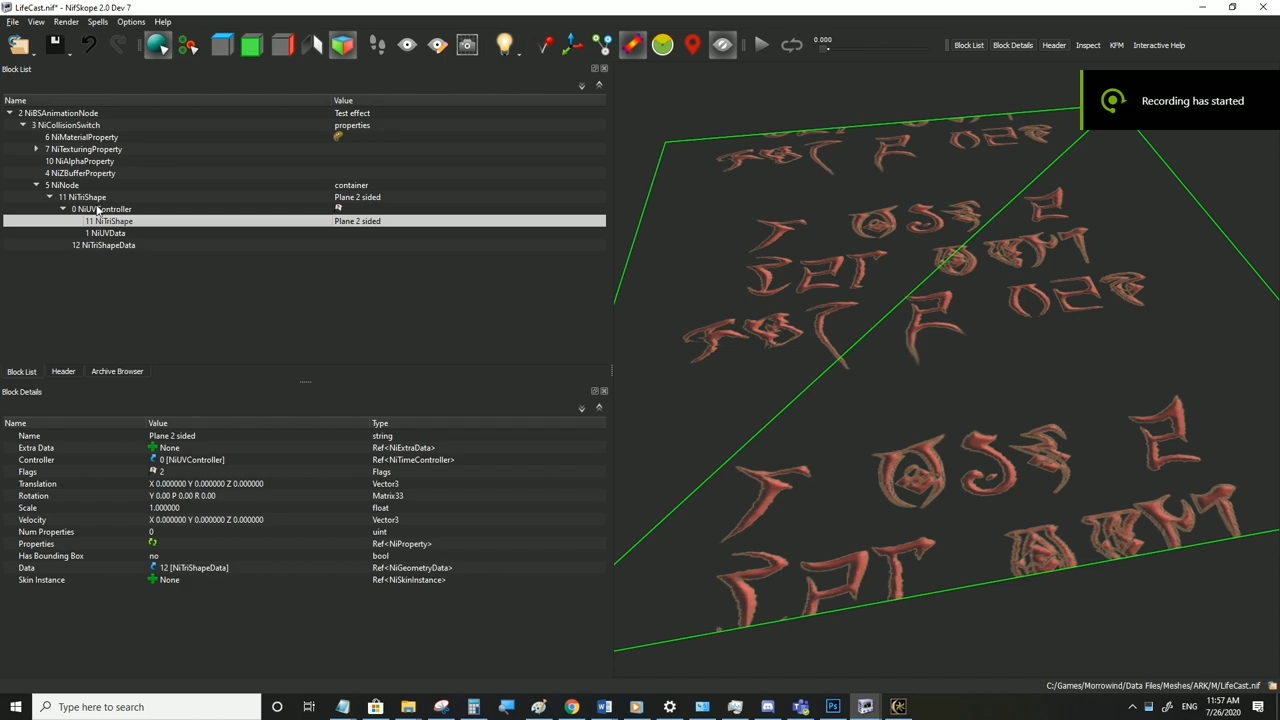 LifeCast.nif* - NifSkope 2.0 Dev 7
File View Render Spells Options Help
0.000
Block List Block Details Header Inspect KFM Interactive Help
Block List
Name Value
2 NiBSAnimationNode Test effect
3 NiCollisionSwitch properties
6 NiMaterialProperty
7 NiTexturingProperty
10 NiAlphaProperty
4 NiZBufferProperty
5 NiNode container
11 NiTriShape Plane 2 sided
0 NiUVController
11 NiTriShape Plane 2 sided
1 NiUVData
12 NiTriShapeData
Recording has started
Block List Header Archive Browser
Block Details
Name Value Type
Name Plane 2 sided string
Extra Data None Ref<NiExtraData>
Controller 0 [NiUVController] Ref<NiTimeController>
Flags 2 Flags
Translation X 0.000000 Y 0.000000 Z 0.000000 Vector3
Rotation Y 0.00 P 0.00 R 0.00 Matrix33
Scale 1.000000 float
Velocity X 0.000000 Y 0.000000 Z 0.000000 Vector3
Num Properties 0 uint
Properties Ref<NiProperty>
Has Bounding Box no bool
Data 12 [NiTriShapeData] Ref<NiGeometryData>
Skin Instance None Ref<NiSkinInstance>
C:/Games/Morrowind/Data Files/Meshes/ARK/M/LifeCast.nif
Type here to search
ENG
11:57 AM
7/26/2020